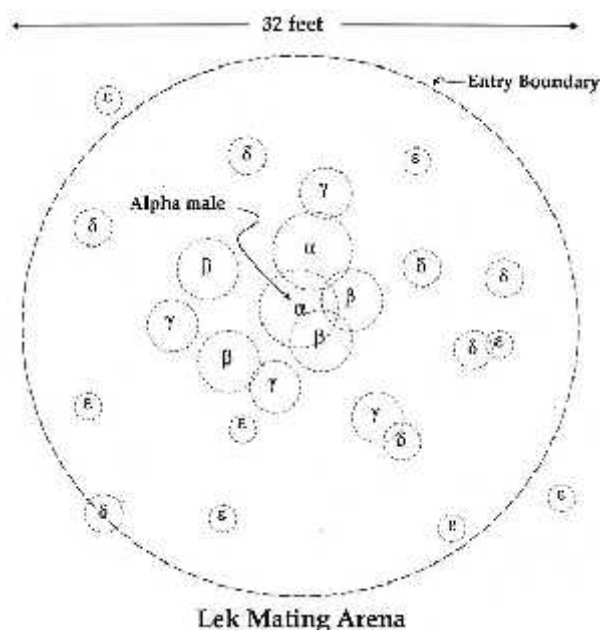 32 feet
Entry Boundary
ε
δ
ε
γ
Alpha male
δ
α
β
δ
δ
β
α
γ
β
δ
ε
β
γ
ε
γ
ε
δ
ε
δ
ε
ε
Lek Mating Arena